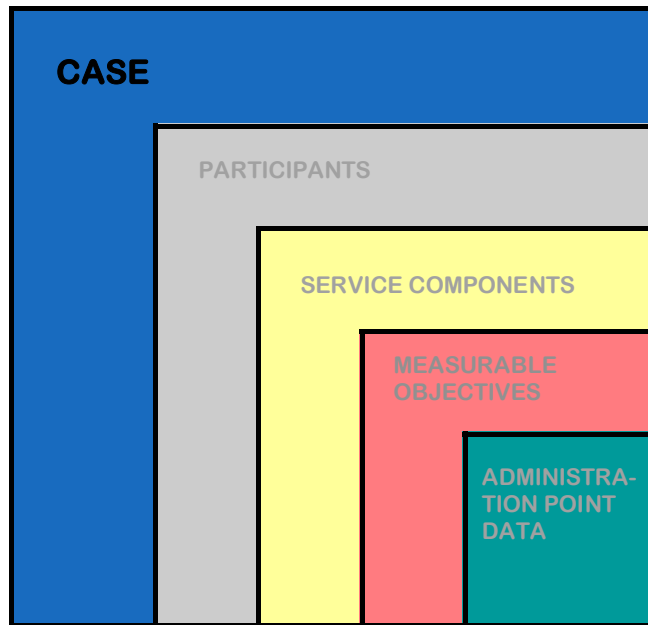 CASE
PARTICIPANTS
SERVICE COMPONENTS
MEASURABLE
OBJECTIVES
ADMINISTRA-
TION POINT
DATA